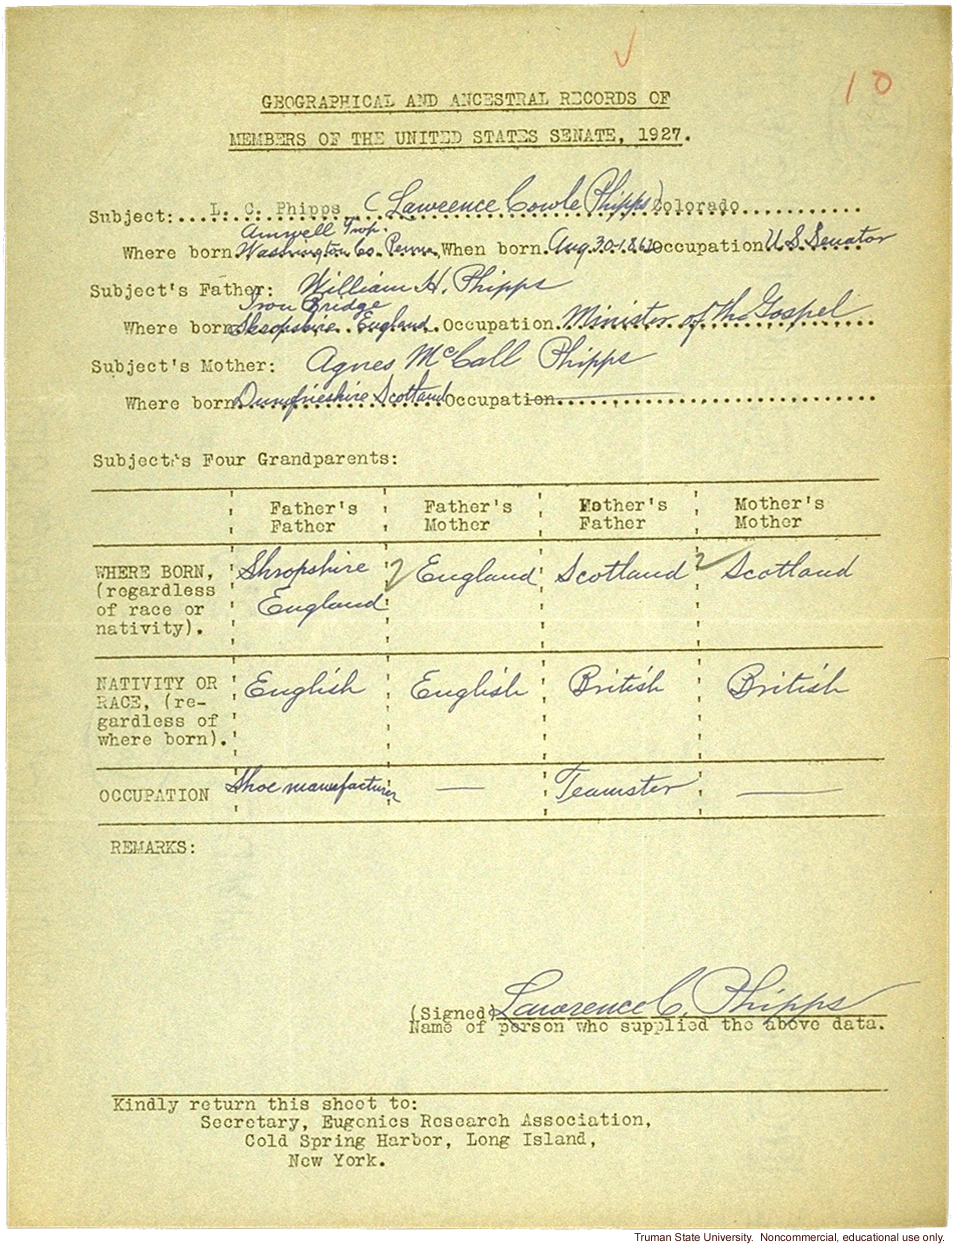 10
GEOGRAPHICAL AND ANCESTRAL RECORDS OF
MEMBERS OF THE UNITED STATES SENATE, 1927.
Subject:...L. C. Phipps (Lawrence Cowle Phipps) Colorado...........
Amwell Twp.
Where born Washington Co. Penna. When born Aug 30-1862 Occupation U S Senator
Subject's Father: William H. Phipps
Iron Bridge
Where born Shropshire England. Occupation. Minister of the Gospel
Subject's Mother: Agnes McCall Phipps
Where born Dumfrieshire Scotland Occupation
Subject's Four Grandparents:
Father's Father's Mother's Mother's
Father Mother Father Mother
WHERE BORN, Shropshire England Scotland Scotland
(regardless England
of race or
nativity).
NATIVITY OR English English British British
RACE, (re-
gardless of
where born).
OCCUPATION Shoe manufacturer — Teamster —
REMARKS:
(Signed) Lawrence C. Phipps
Name of person who supplied the above data.
Kindly return this sheet to:
Secretary, Eugenics Research Association,
Cold Spring Harbor, Long Island,
New York.
Truman State University. Noncommercial, educational use only.